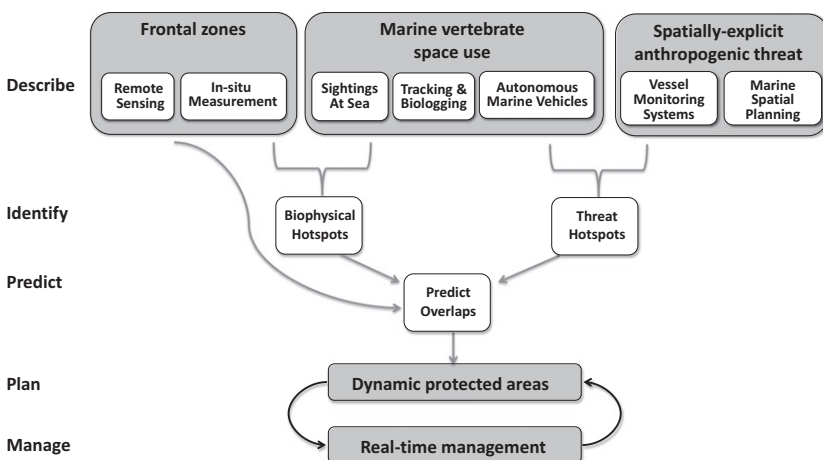 Frontal zones
Marine vertebrate
space use
Spatially-explicit
anthropogenic threat
Describe
Remote
Sensing
In-situ
Measurement
Sightings
At Sea
Tracking &
Biologging
Autonomous
Marine Vehicles
Vessel
Monitoring
Systems
Marine
Spatial
Planning
Identify
Biophysical
Hotspots
Threat
Hotspots
Predict
Predict
Overlaps
Plan
Dynamic protected areas
Manage
Real-time management